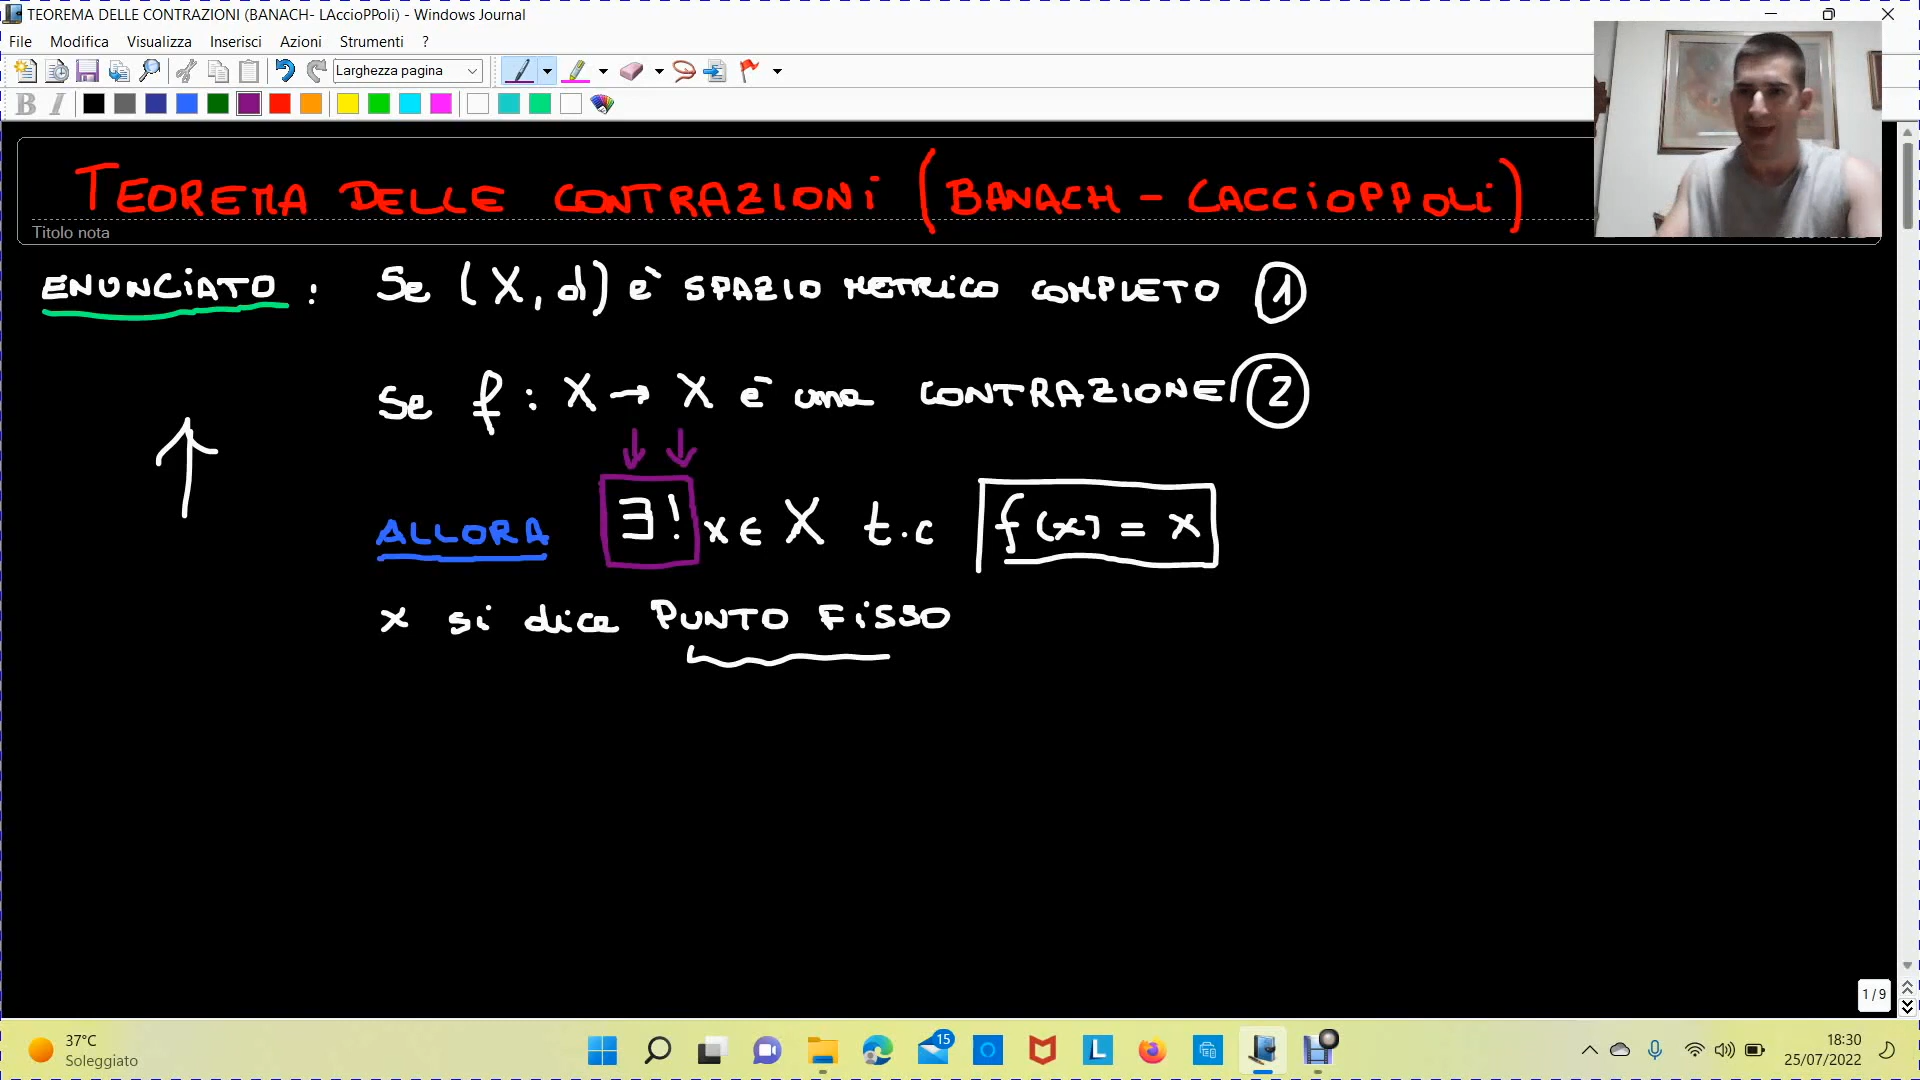 TEOREMA DELLE CONTRAZIONI (BANACH- LAccioPPoli) - Windows Journal
File Modifica Visualizza Inserisci Azioni Strumenti ?
Larghezza pagina
B I
TEOREMA DELLE CONTRAZIONI (BANACH - CACCIOPPOLI)
Titolo nota
ENUNCIATO : Se (X, d) è SPAZIO METRICO COMPLETO 1
Se f : X → X è una CONTRAZIONE 2
↑ ↓ ↓
ALLORA ∃! x ∈ X t.c f(x) = x
x si dice PUNTO FISSO
1 / 9
37°C
Soleggiato
15
L
18:30
25/07/2022